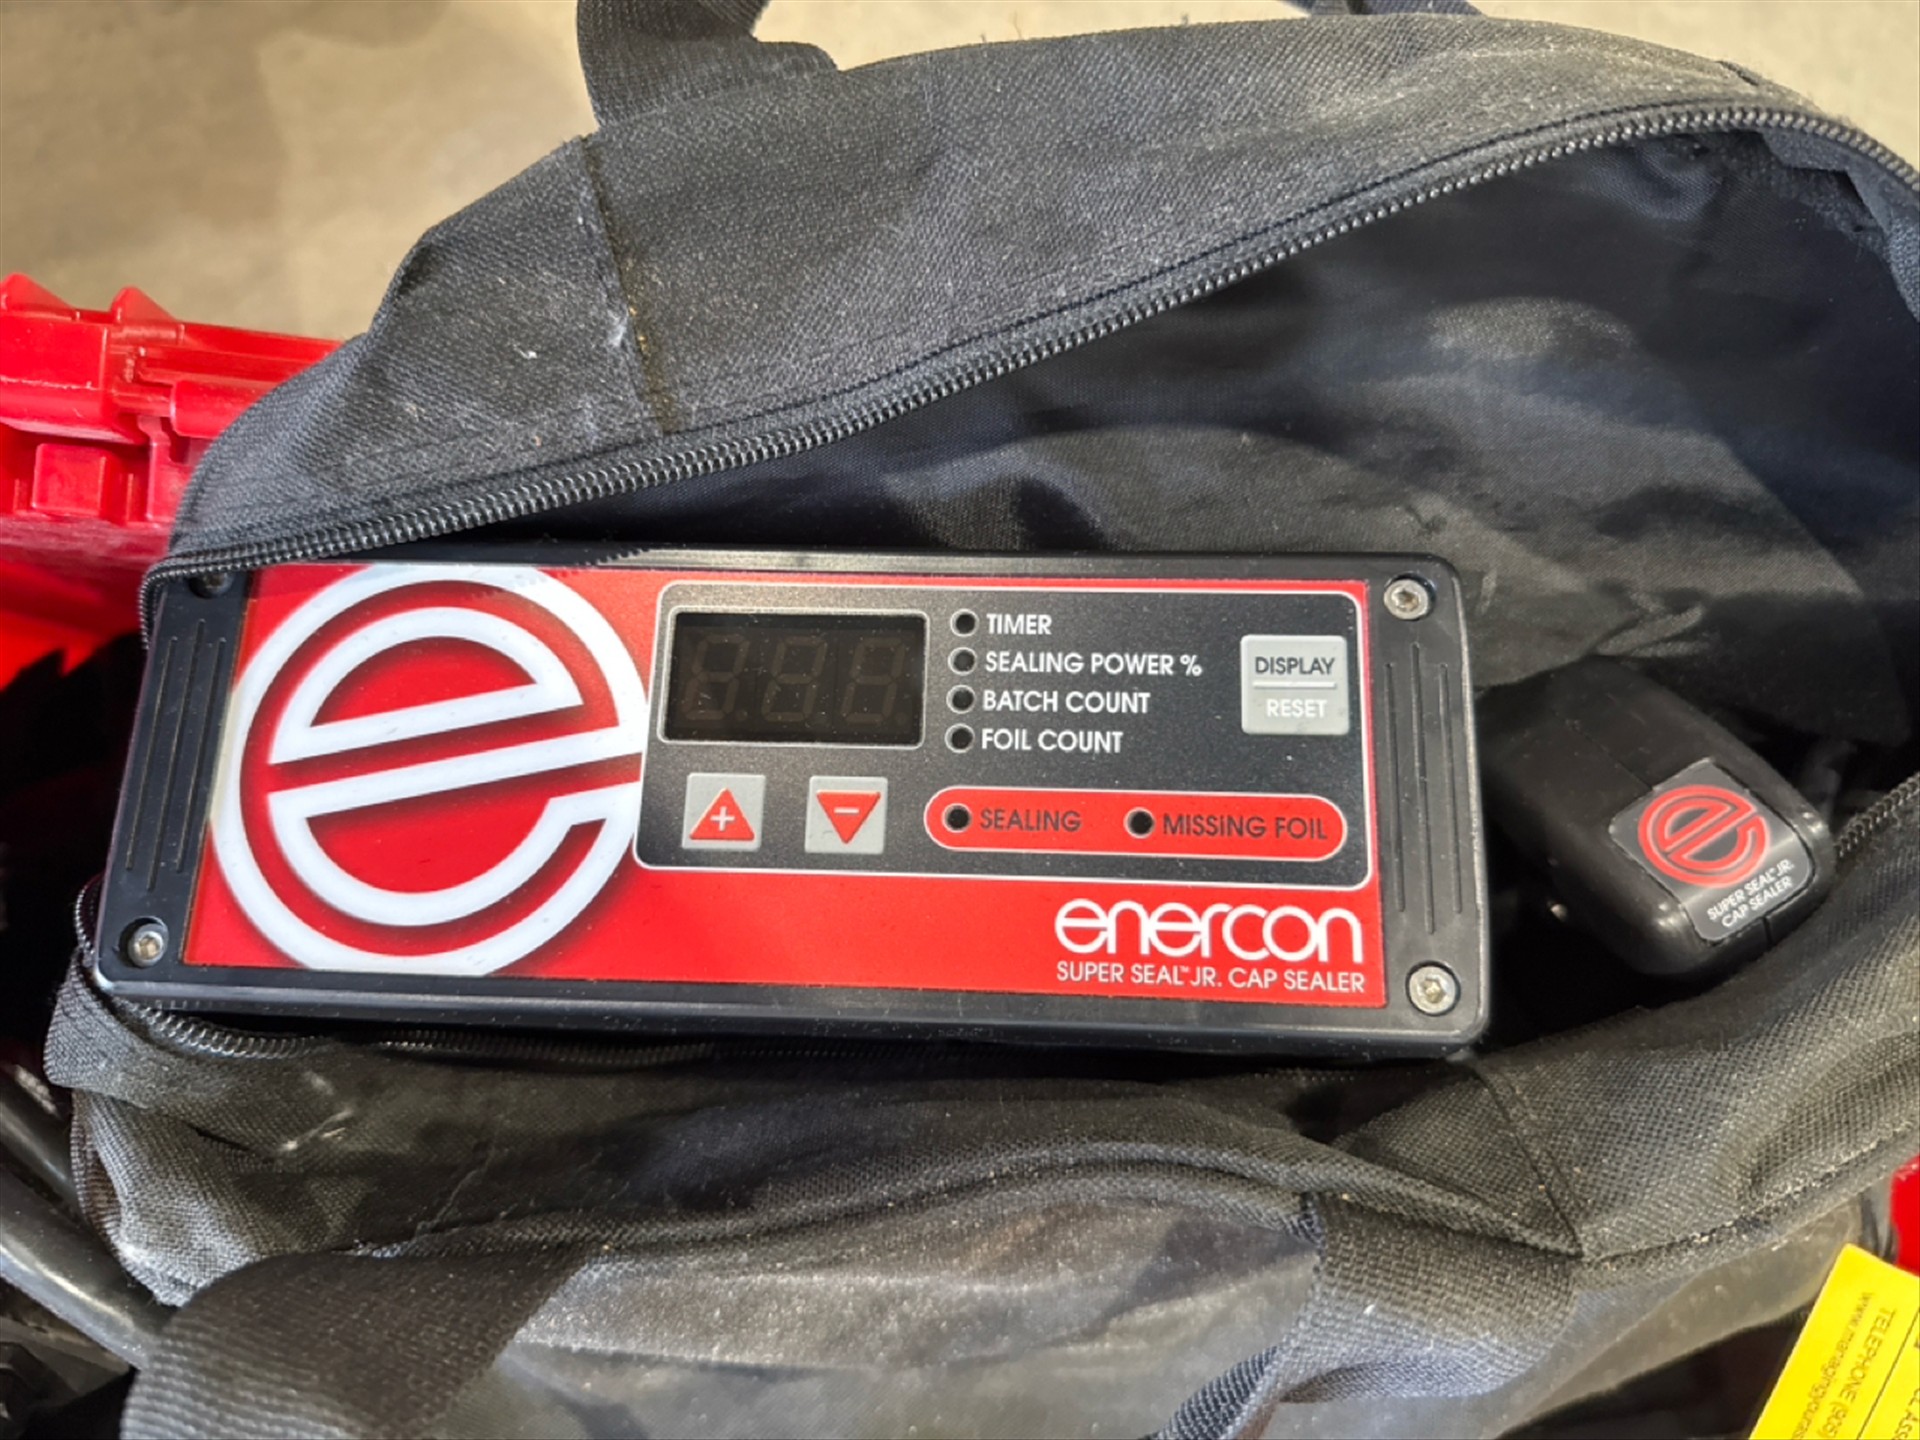 TIMER
SEALING POWER %
BATCH COUNT
FOIL COUNT
DISPLAY
RESET
+
−
SEALING
MISSING FOIL
enercon
SUPER SEAL™ JR. CAP SEALER
e
SUPER SEAL™ JR.
CAP SEALER
TELEPHONE (909)